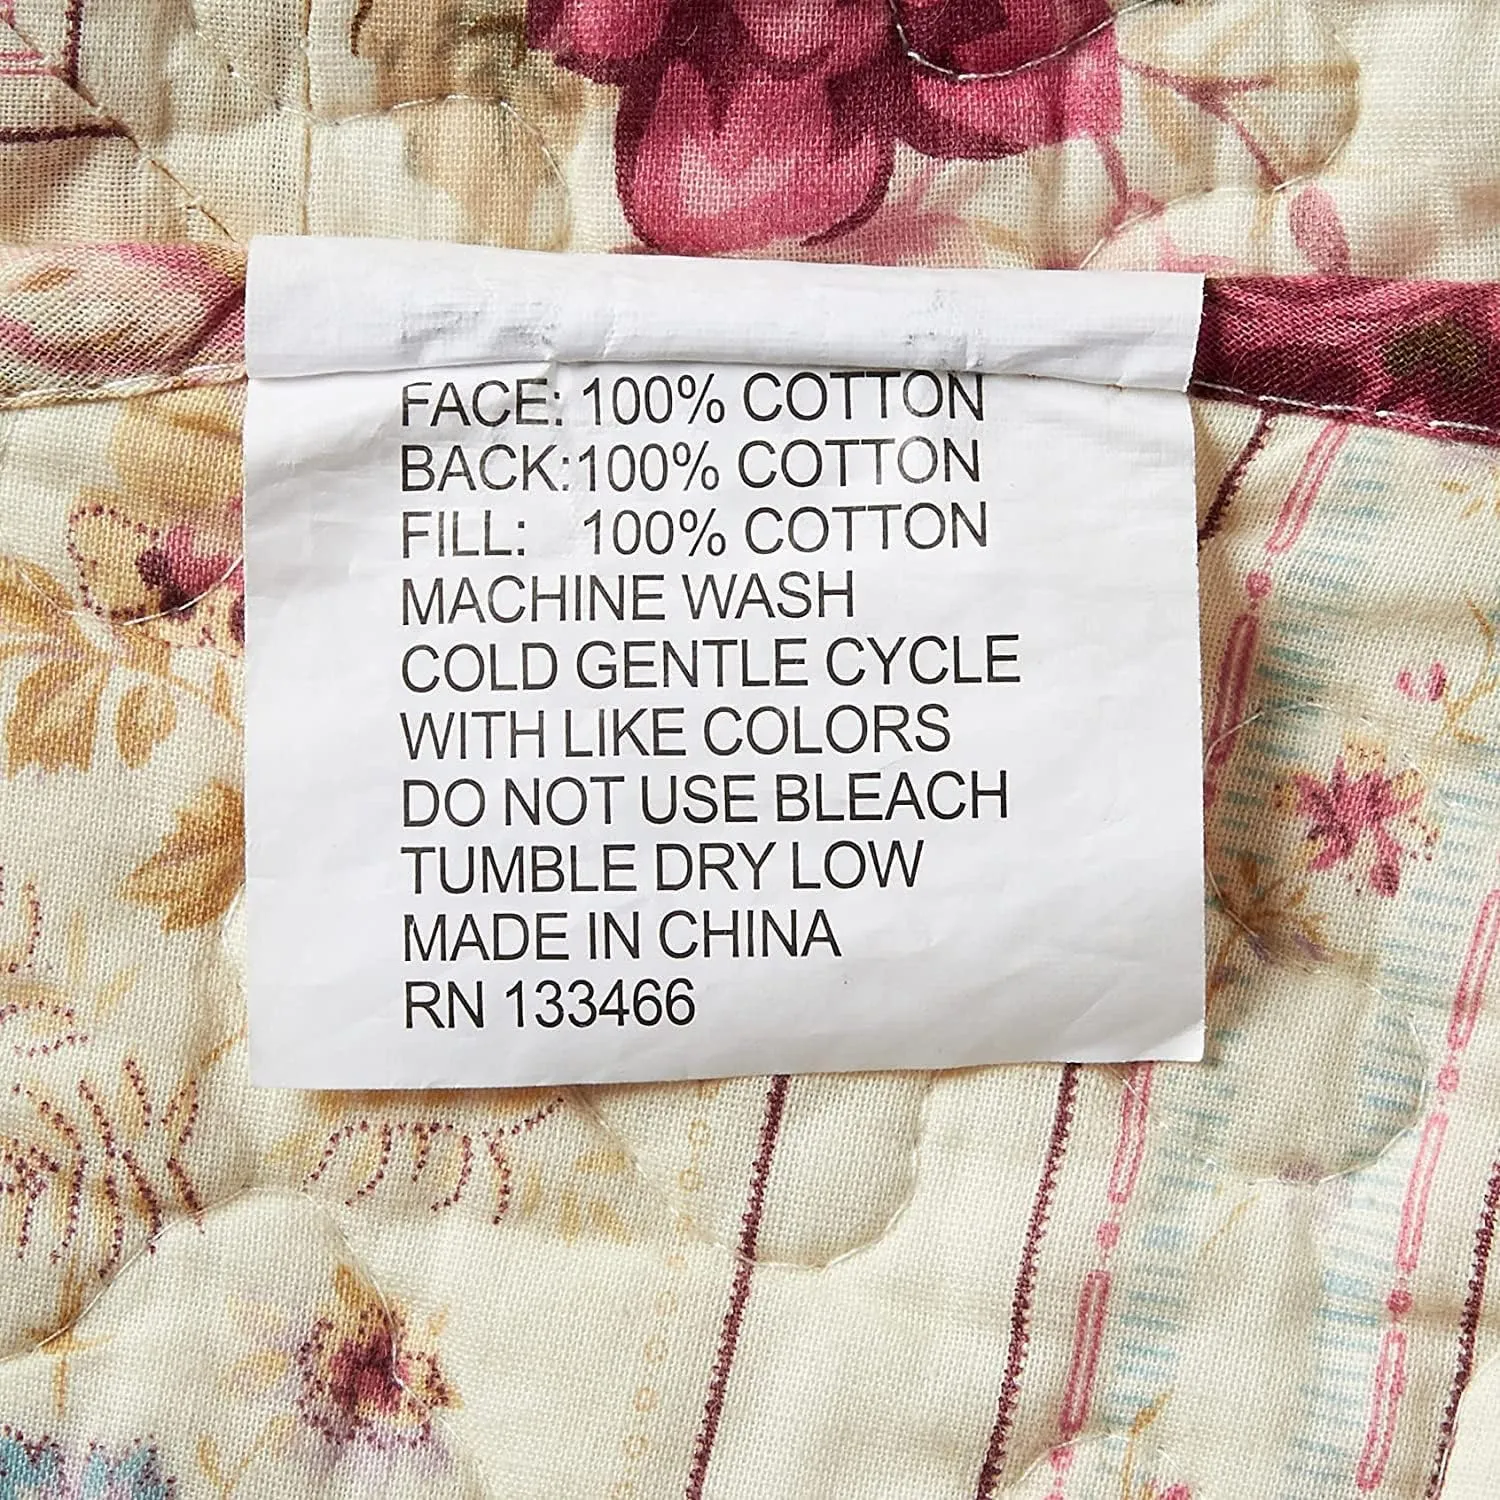 FACE: 100% COTTON
BACK:100% COTTON
FILL: 100% COTTON
MACHINE WASH
COLD GENTLE CYCLE
WITH LIKE COLORS
DO NOT USE BLEACH
TUMBLE DRY LOW
MADE IN CHINA
RN 133466